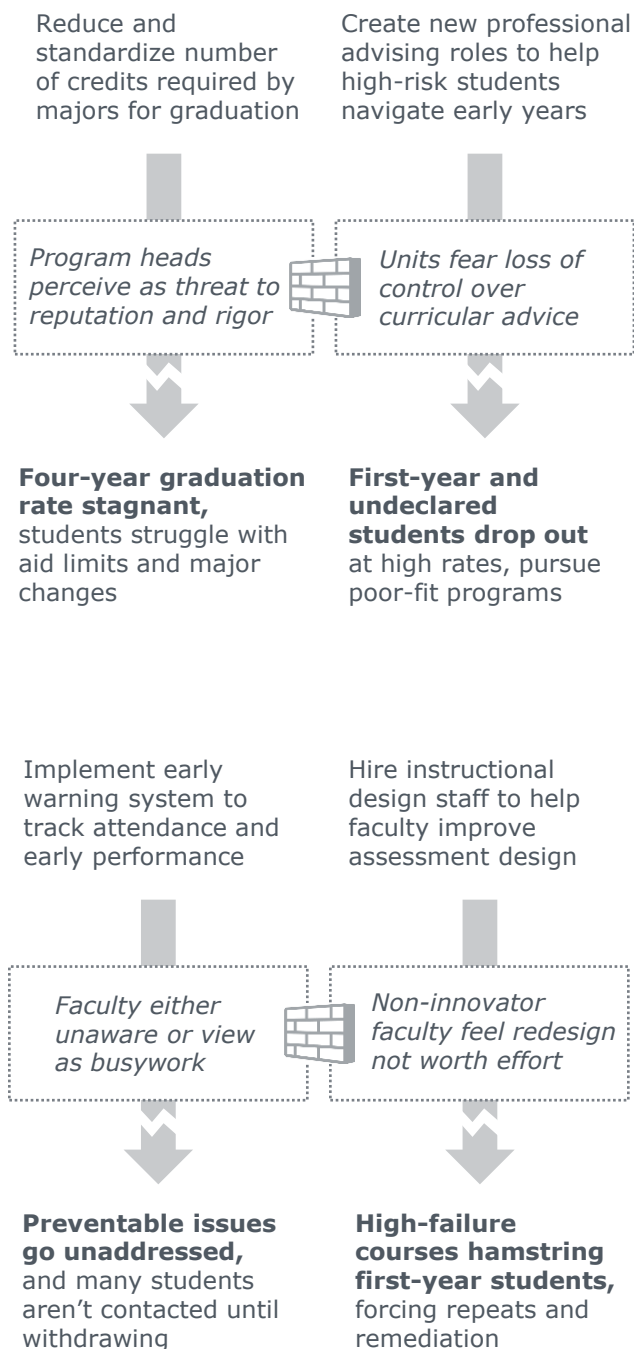 Reduce and
standardize number
of credits required by
majors for graduation
Create new professional
advising roles to help
high-risk students
navigate early years
Program heads
perceive as threat to
reputation and rigor
Units fear loss of
control over
curricular advice
Four-year graduation
rate stagnant,
students struggle with
aid limits and major
changes
First-year and
undeclared
students drop out
at high rates, pursue
poor-fit programs
Implement early
warning system to
track attendance and
early performance
Hire instructional
design staff to help
faculty improve
assessment design
Faculty either
unaware or view
as busywork
Non-innovator
faculty feel redesign
not worth effort
Preventable issues
go unaddressed,
and many students
aren’t contacted until
withdrawing
High-failure
courses hamstring
first-year students,
forcing repeats and
remediation